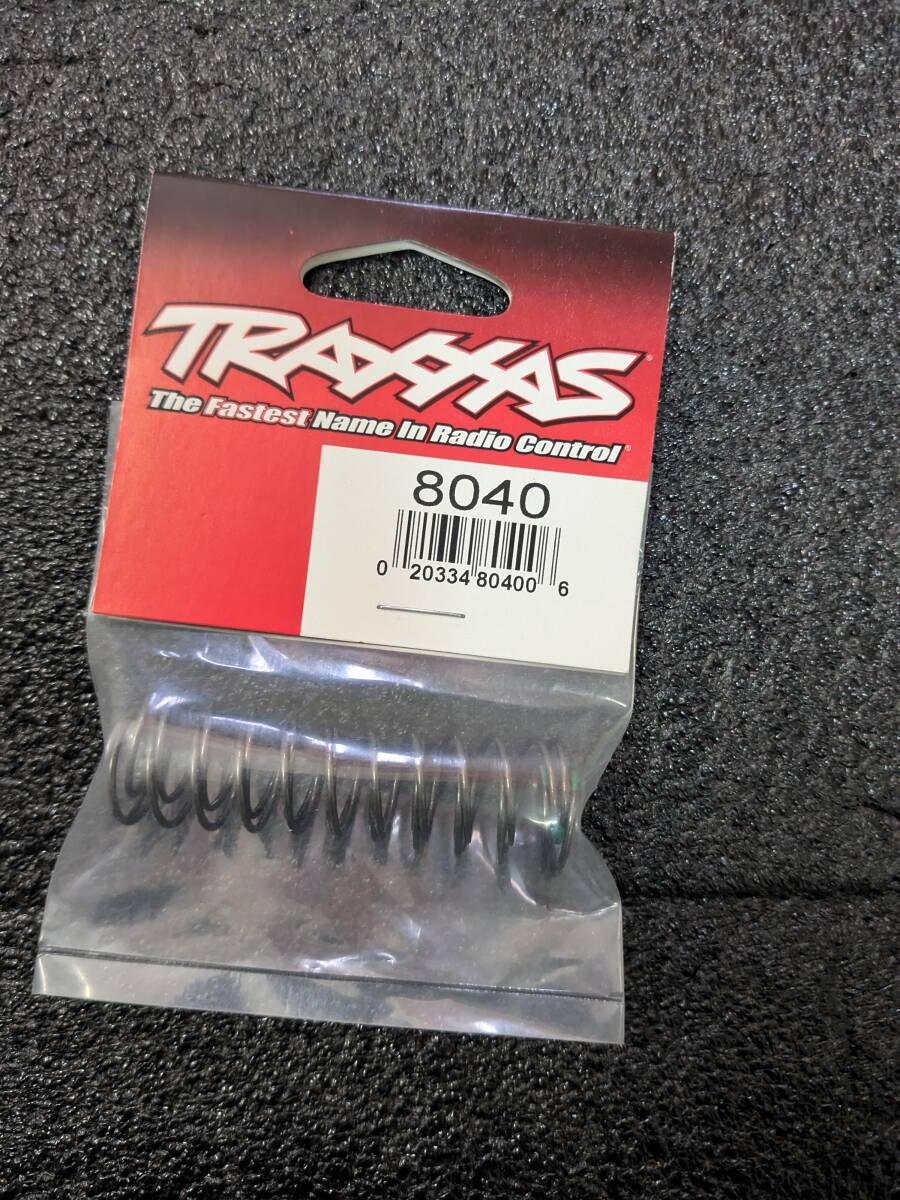 TRAXXAS®
The Fastest Name In Radio Control®
8040
0 20334 80400 6